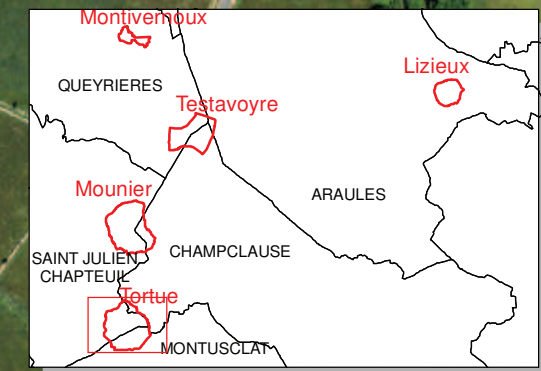 Montivernoux
Lizieux
QUEYRIERES
Testavoyre
Mounier
ARAULES
CHAMPCLAUSE
SAINT JULIEN
CHAPTEUIL
Tortue
MONTUSCLAT